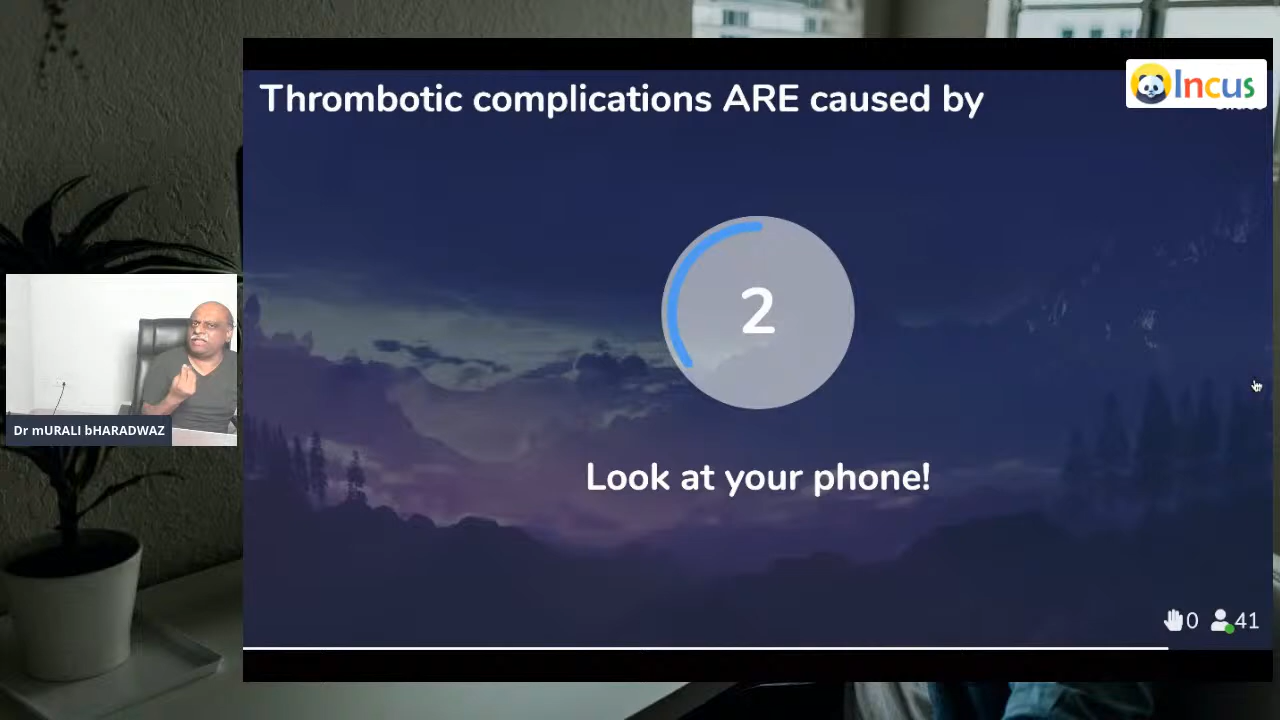 Thrombotic complications ARE caused by
Incus
2
Look at your phone!
Dr mURALI bHARADWAZ
0 41